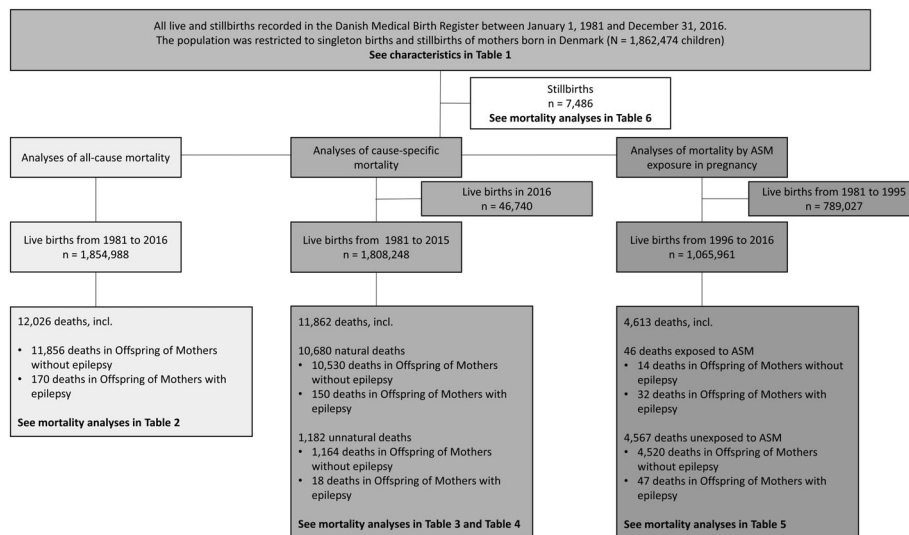 All live and stillbirths recorded in the Danish Medical Birth Register between January 1, 1981 and December 31, 2016.
The population was restricted to singleton births and stillbirths of mothers born in Denmark (N = 1,862,474 children)
See characteristics in Table 1
Stillbirths
n = 7,486
See mortality analyses in Table 6
Analyses of all-cause mortality
Analyses of cause-specific
mortality
Analyses of mortality by ASM
exposure in pregnancy
Live births in 2016
n = 46,740
Live births from 1981 to 1995
n = 789,027
Live births from 1981 to 2016
n = 1,854,988
Live births from 1981 to 2015
n = 1,808,248
Live births from 1996 to 2016
n = 1,065,961
12,026 deaths, incl.
• 11,856 deaths in Offspring of Mothers
without epilepsy
• 170 deaths in Offspring of Mothers with
epilepsy
See mortality analyses in Table 2
11,862 deaths, incl.
10,680 natural deaths
• 10,530 deaths in Offspring of Mothers
without epilepsy
• 150 deaths in Offspring of Mothers with
epilepsy
1,182 unnatural deaths
• 1,164 deaths in Offspring of Mothers
without epilepsy
• 18 deaths in Offspring of Mothers with
epilepsy
See mortality analyses in Table 3 and Table 4
4,613 deaths, incl.
46 deaths exposed to ASM
• 14 deaths in Offspring of Mothers without
epilepsy
• 32 deaths in Offspring of Mothers with
epilepsy
4,567 deaths unexposed to ASM
• 4,520 deaths in Offspring of Mothers
without epilepsy
• 47 deaths in Offspring of Mothers with
epilepsy
See mortality analyses in Table 5